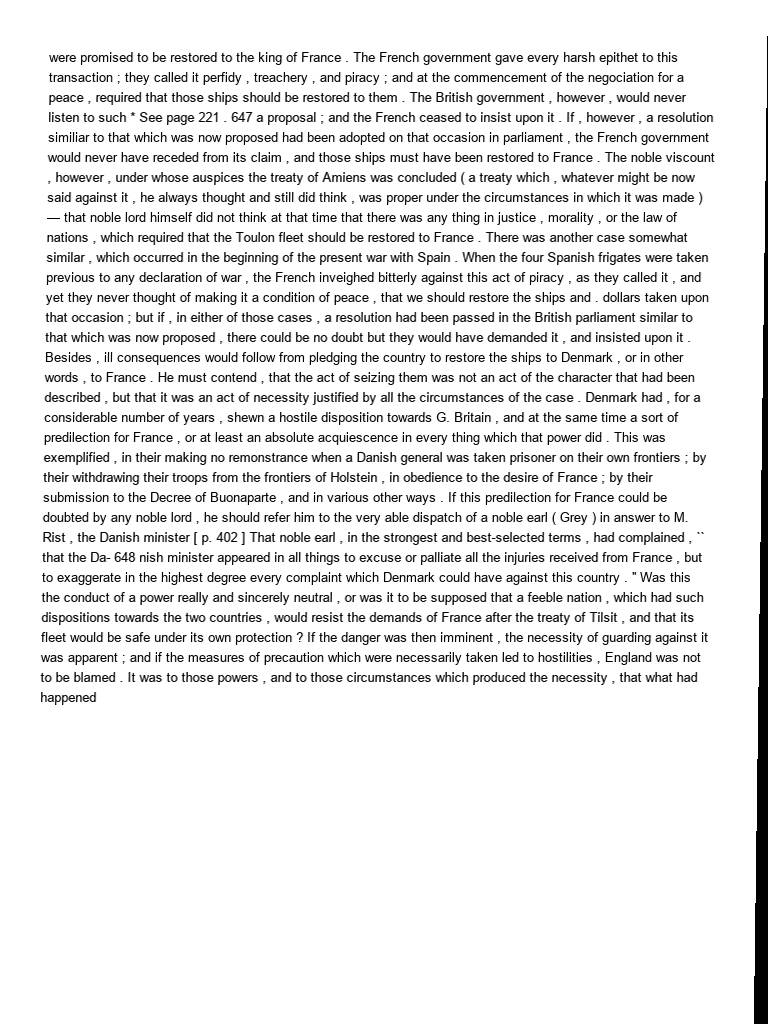 were promised to be restored to the king of France . The French government gave every harsh epithet to this
transaction ; they called it perfidy , treachery , and piracy ; and at the commencement of the negociation for a
peace , required that those ships should be restored to them . The British government , however , would never
listen to such * See page 221 . 647 a proposal ; and the French ceased to insist upon it . If , however , a resolution
similiar to that which was now proposed had been adopted on that occasion in parliament , the French government
would never have receded from its claim , and those ships must have been restored to France . The noble viscount
, however , under whose auspices the treaty of Amiens was concluded ( a treaty which , whatever might be now
said against it , he always thought and still did think , was proper under the circumstances in which it was made )
— that noble lord himself did not think at that time that there was any thing in justice , morality , or the law of
nations , which required that the Toulon fleet should be restored to France . There was another case somewhat
similar , which occurred in the beginning of the present war with Spain . When the four Spanish frigates were taken
previous to any declaration of war , the French inveighed bitterly against this act of piracy , as they called it , and
yet they never thought of making it a condition of peace , that we should restore the ships and . dollars taken upon
that occasion ; but if , in either of those cases , a resolution had been passed in the British parliament similar to
that which was now proposed , there could be no doubt but they would have demanded it , and insisted upon it .
Besides , ill consequences would follow from pledging the country to restore the ships to Denmark , or in other
words , to France . He must contend , that the act of seizing them was not an act of the character that had been
described , but that it was an act of necessity justified by all the circumstances of the case . Denmark had , for a
considerable number of years , shewn a hostile disposition towards G. Britain , and at the same time a sort of
predilection for France , or at least an absolute acquiescence in every thing which that power did . This was
exemplified , in their making no remonstrance when a Danish general was taken prisoner on their own frontiers ; by
their withdrawing their troops from the frontiers of Holstein , in obedience to the desire of France ; by their
submission to the Decree of Buonaparte , and in various other ways . If this predilection for France could be
doubted by any noble lord , he should refer him to the very able dispatch of a noble earl ( Grey ) in answer to M.
Rist , the Danish minister [ p. 402 ] That noble earl , in the strongest and best-selected terms , had complained , ``
that the Da- 648 nish minister appeared in all things to excuse or palliate all the injuries received from France , but
to exaggerate in the highest degree every complaint which Denmark could have against this country . " Was this
the conduct of a power really and sincerely neutral , or was it to be supposed that a feeble nation , which had such
dispositions towards the two countries , would resist the demands of France after the treaty of Tilsit , and that its
fleet would be safe under its own protection ? If the danger was then imminent , the necessity of guarding against it
was apparent ; and if the measures of precaution which were necessarily taken led to hostilities , England was not
to be blamed . It was to those powers , and to those circumstances which produced the necessity , that what had
happened